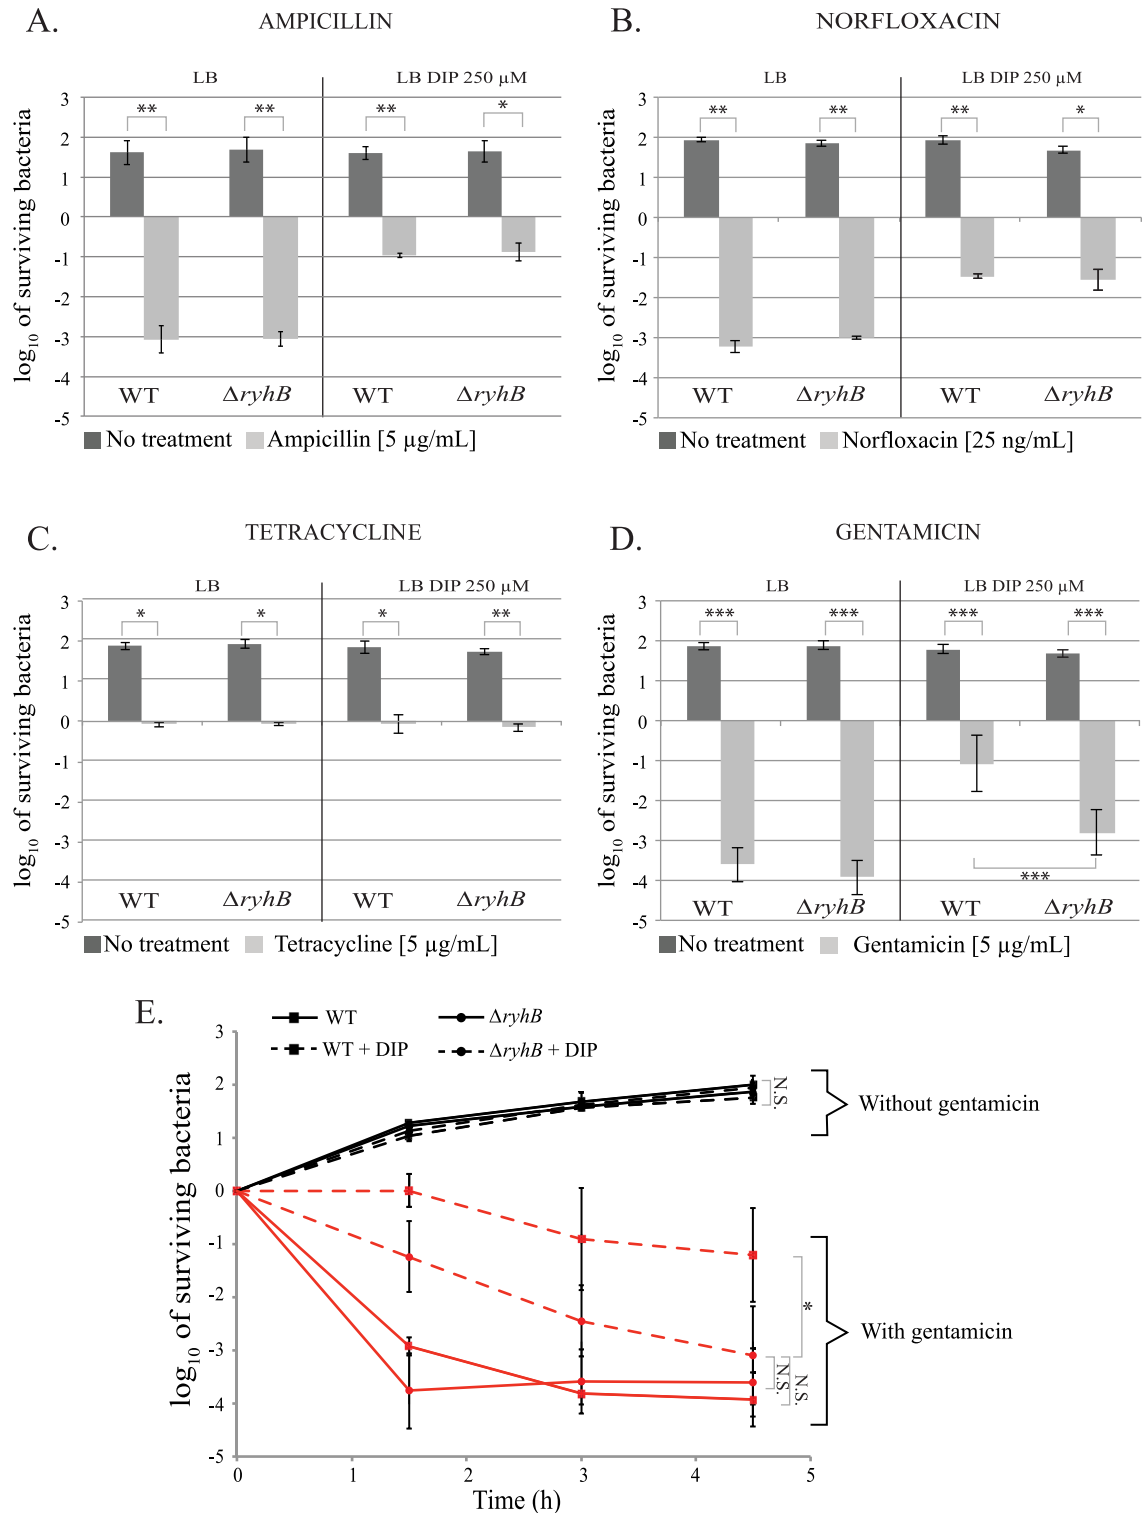 A. AMPICILLIN
LB LB DIP 250 µM
log10 of surviving bacteria
3
2
1
0
-1
-2
-3
-4
-5
** ** ** *
WT ΔryhB WT ΔryhB
No treatment Ampicillin [5 µg/mL]
B. NORFLOXACIN
LB LB DIP 250 µM
log10 of surviving bacteria
3
2
1
0
-1
-2
-3
-4
-5
** ** ** *
WT ΔryhB WT ΔryhB
No treatment Norfloxacin [25 ng/mL]
C. TETRACYCLINE
LB LB DIP 250 µM
log10 of surviving bacteria
3
2
1
0
-1
-2
-3
-4
-5
* * * **
WT ΔryhB WT ΔryhB
No treatment Tetracycline [5 µg/mL]
D. GENTAMICIN
LB LB DIP 250 µM
log10 of surviving bacteria
3
2
1
0
-1
-2
-3
-4
-5
*** *** *** ***
***
WT ΔryhB WT ΔryhB
No treatment Gentamicin [5 µg/mL]
E.
WT ΔryhB
WT + DIP ΔryhB + DIP
log10 of surviving bacteria
3
2
1
0
-1
-2
-3
-4
-5
N.S.
Without gentamicin
*
N.S.
N.S.
With gentamicin
0 1 2 3 4 5
Time (h)